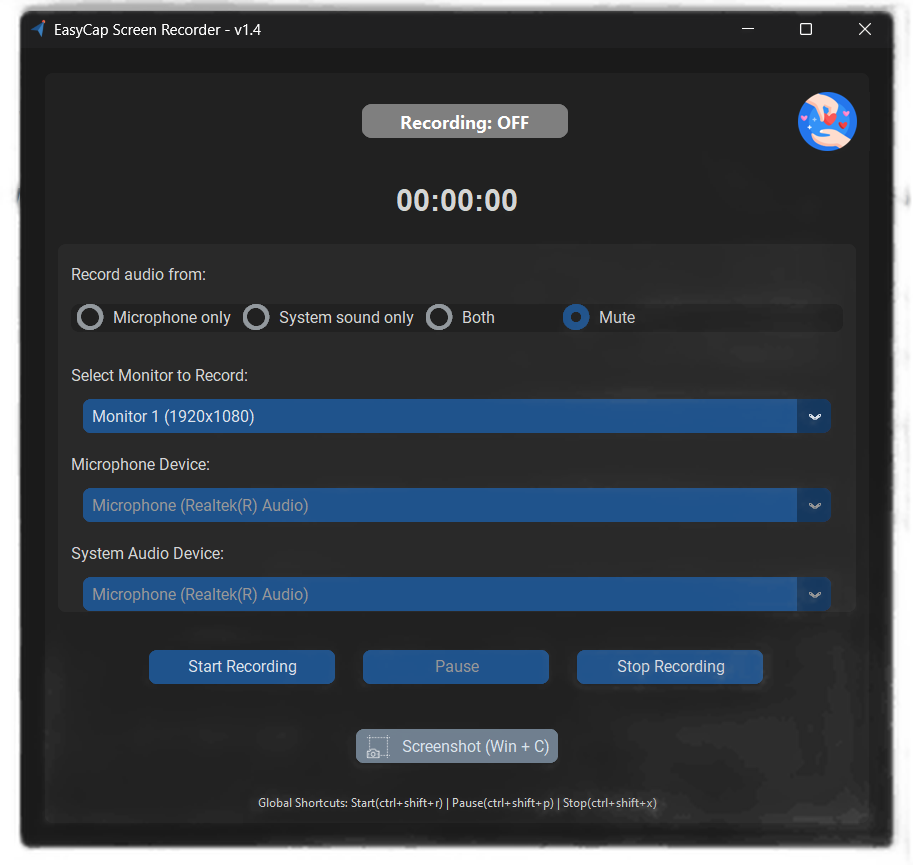 EasyCap Screen Recorder - v1.4
Recording: OFF
00:00:00
Record audio from:
Microphone only System sound only Both Mute
Select Monitor to Record:
Monitor 1 (1920x1080)
Microphone Device:
Microphone (Realtek(R) Audio)
System Audio Device:
Microphone (Realtek(R) Audio)
Start Recording Pause Stop Recording
Screenshot (Win + C)
Global Shortcuts: Start(ctrl+shift+r) | Pause(ctrl+shift+p) | Stop(ctrl+shift+x)